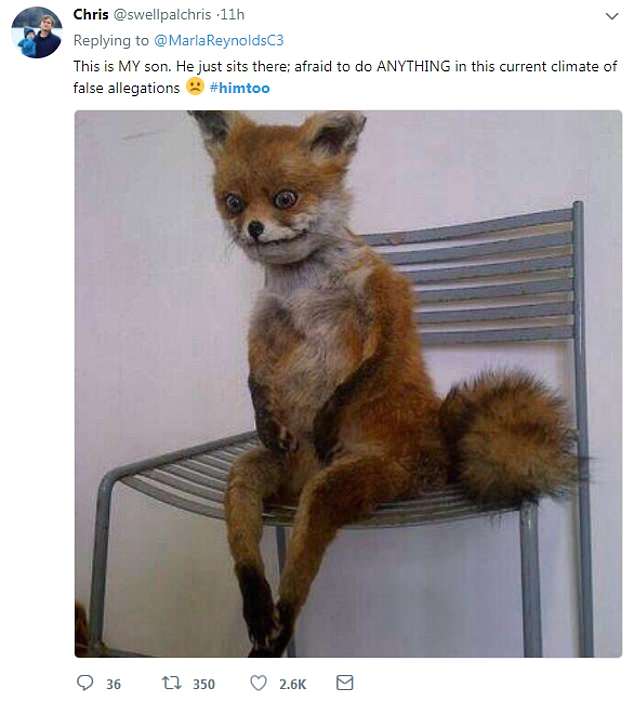 Chris @swellpalchris · 11h
Replying to @MarlaReynoldsC3
This is MY son. He just sits there; afraid to do ANYTHING in this current climate of
false allegations 🙁 #himtoo
36 350 2.6K